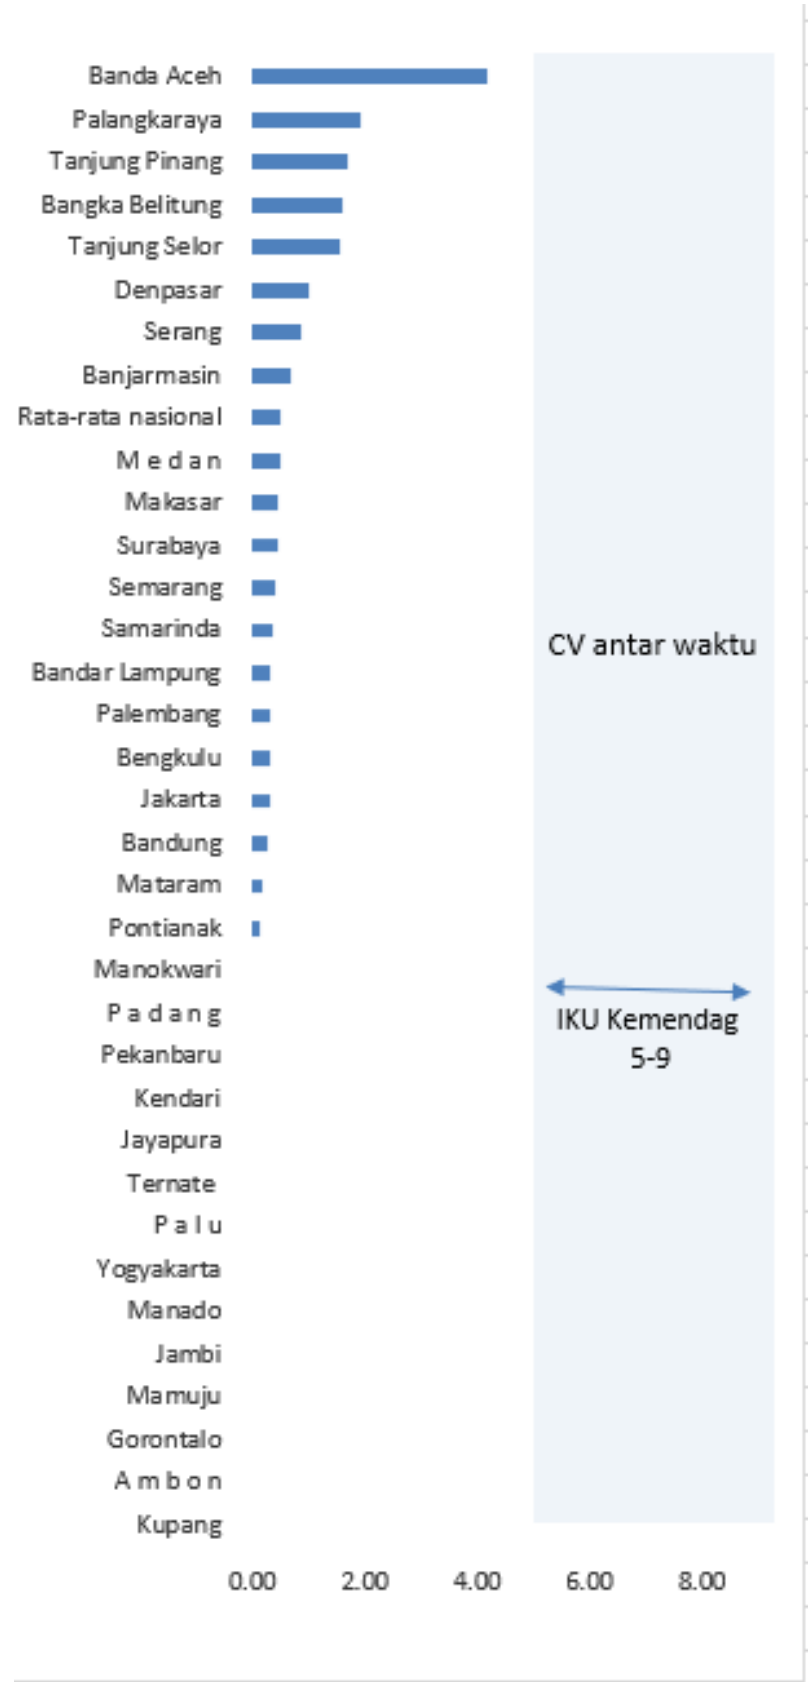 Banda Aceh
Palangkaraya
Tanjung Pinang
Bangka Belitung
Tanjung Selor
Denpasar
Serang
Banjarmasin
Rata-rata nasional
M e d a n
Makasar
Surabaya
Semarang
Samarinda
Bandar Lampung
Palembang
Bengkulu
Jakarta
Bandung
Mataram
Pontianak
Manokwari
P a d a n g
Pekanbaru
Kendari
Jayapura
Ternate
P a l u
Yogyakarta
Manado
Jambi
Mamuju
Gorontalo
A m b o n
Kupang
CV antar waktu
IKU Kemendag
5-9
0.00 2.00 4.00 6.00 8.00